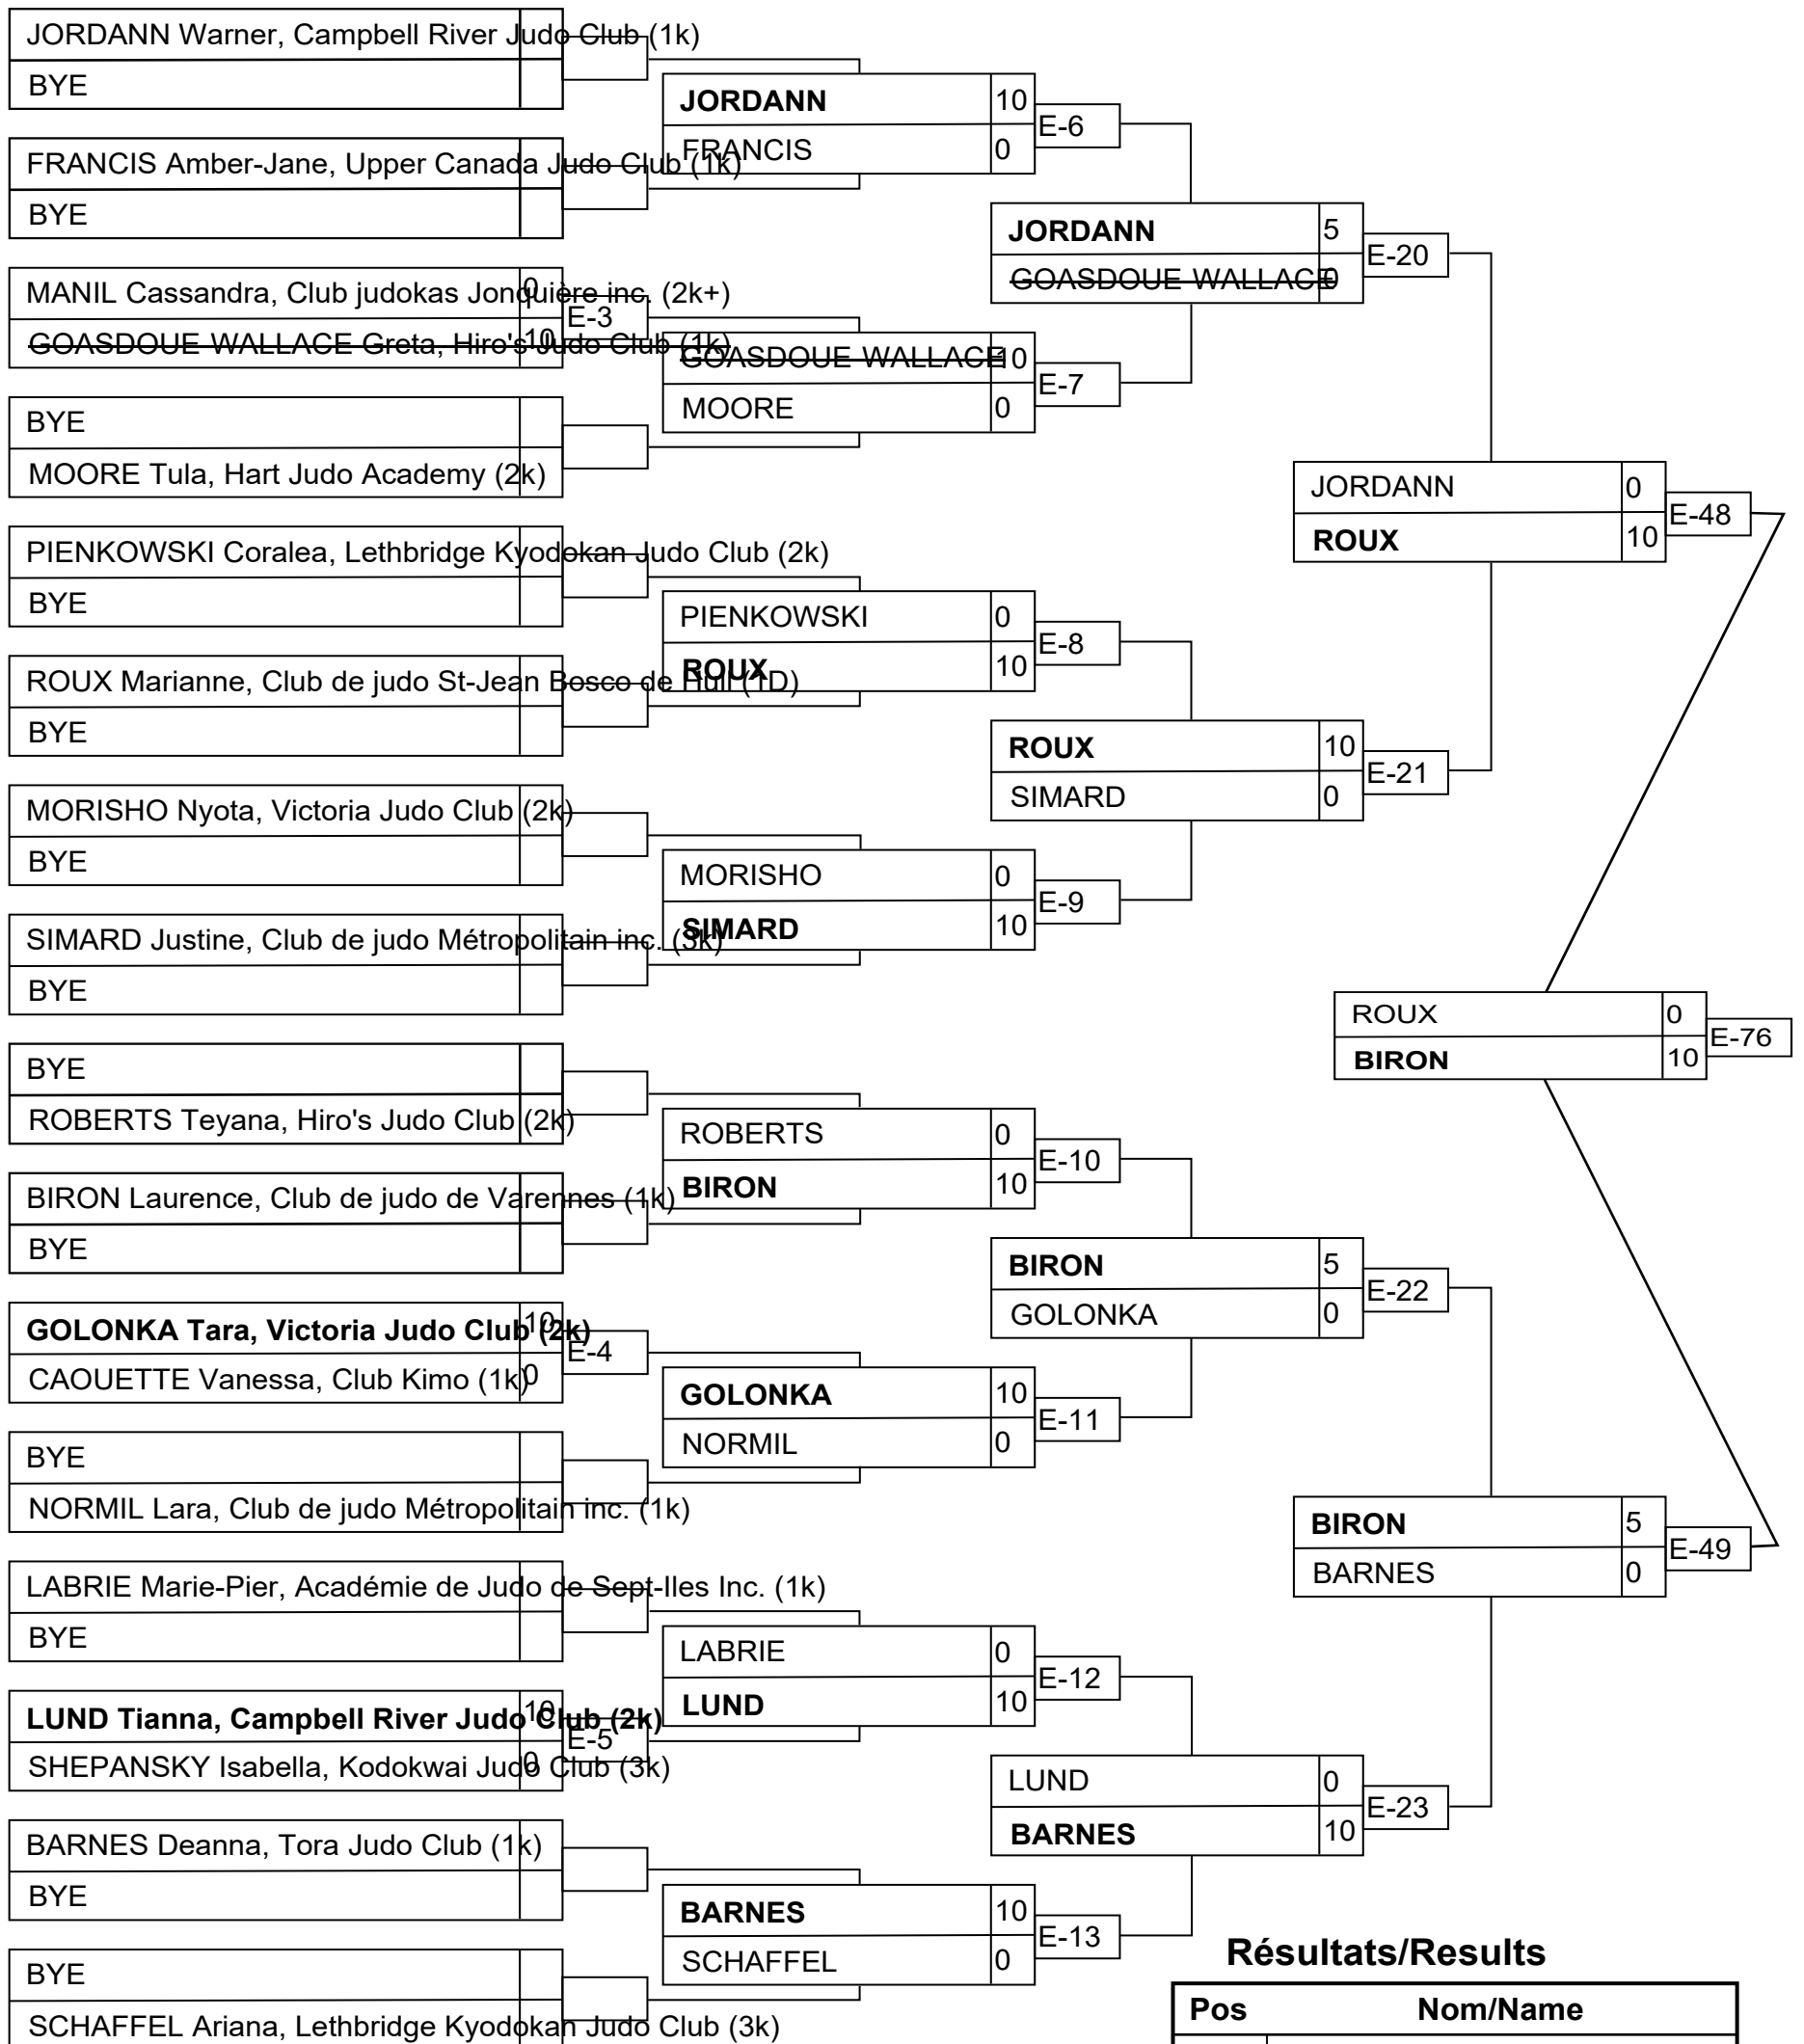 JORDANN Warner, Campbell River Judo Club (1k)
BYE
FRANCIS Amber-Jane, Upper Canada Judo Club (1k)
BYE
MANIL Cassandra, Club judokas Jonquière inc. (2k+) 0
GOASDOUE-WALLACE Greta, Hiro's Judo Club (1k) 10
E-3
BYE
MOORE Tula, Hart Judo Academy (2k)
PIENKOWSKI Coralea, Lethbridge Kyodokan Judo Club (2k)
BYE
ROUX Marianne, Club de judo St-Jean Bosco de Hull (1D)
BYE
MORISHO Nyota, Victoria Judo Club (2k)
BYE
SIMARD Justine, Club de judo Métropolitain inc. (3k)
BYE
BYE
ROBERTS Teyana, Hiro's Judo Club (2k)
BIRON Laurence, Club de judo de Varennes (1k)
BYE
GOLONKA Tara, Victoria Judo Club (2k) 10
CAOUETTE Vanessa, Club Kimo (1k) 0
E-4
BYE
NORMIL Lara, Club de judo Métropolitain inc. (1k)
LABRIE Marie-Pier, Académie de Judo de Sept-Iles Inc. (1k)
BYE
LUND Tianna, Campbell River Judo Club (2k) 10
SHEPANSKY Isabella, Kodokwai Judo Club (3k) 0
E-5
BARNES Deanna, Tora Judo Club (1k)
BYE
BYE
SCHAFFEL Ariana, Lethbridge Kyodokan Judo Club (3k)
JORDANN 10
FRANCIS 0
E-6
GOASDOUE-WALLACE 10
MOORE 0
E-7
PIENKOWSKI 0
ROUX 10
E-8
MORISHO 0
SIMARD 10
E-9
ROBERTS 0
BIRON 10
E-10
GOLONKA 10
NORMIL 0
E-11
LABRIE 0
LUND 10
E-12
BARNES 10
SCHAFFEL 0
E-13
JORDANN 5
GOASDOUE-WALLACE 0
E-20
ROUX 10
SIMARD 0
E-21
BIRON 5
GOLONKA 0
E-22
LUND 0
BARNES 10
E-23
JORDANN 0
ROUX 10
E-48
BIRON 5
BARNES 0
E-49
ROUX 0
BIRON 10
E-76
Résultats/Results
Pos Nom/Name